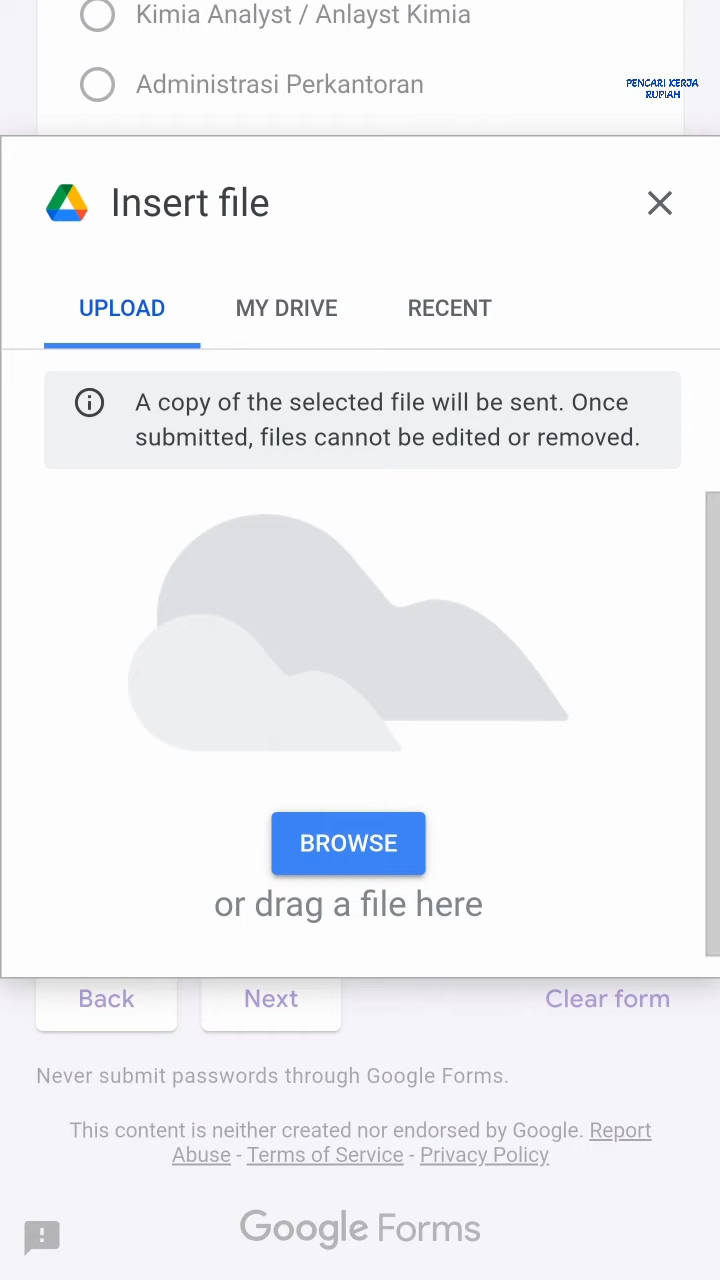 Kimia Analyst / Anlayst Kimia
Administrasi Perkantoran
PENCARI KERJA
RUPIAH
Insert file
UPLOAD MY DRIVE RECENT
A copy of the selected file will be sent. Once
submitted, files cannot be edited or removed.
BROWSE
or drag a file here
Back Next Clear form
Never submit passwords through Google Forms.
This content is neither created nor endorsed by Google. Report
Abuse - Terms of Service - Privacy Policy
Google Forms